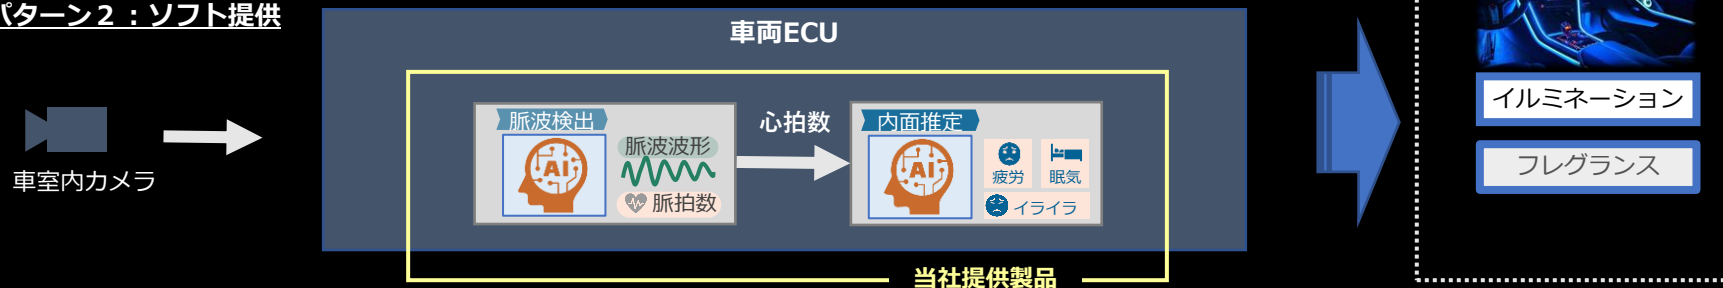 パターン２：ソフト提供
車室内カメラ
車両ECU
脈波検出
AI
脈波波形
脈拍数
心拍数
内面推定
AI
疲労
眠気
イライラ
当社提供製品
イルミネーション
フレグランス